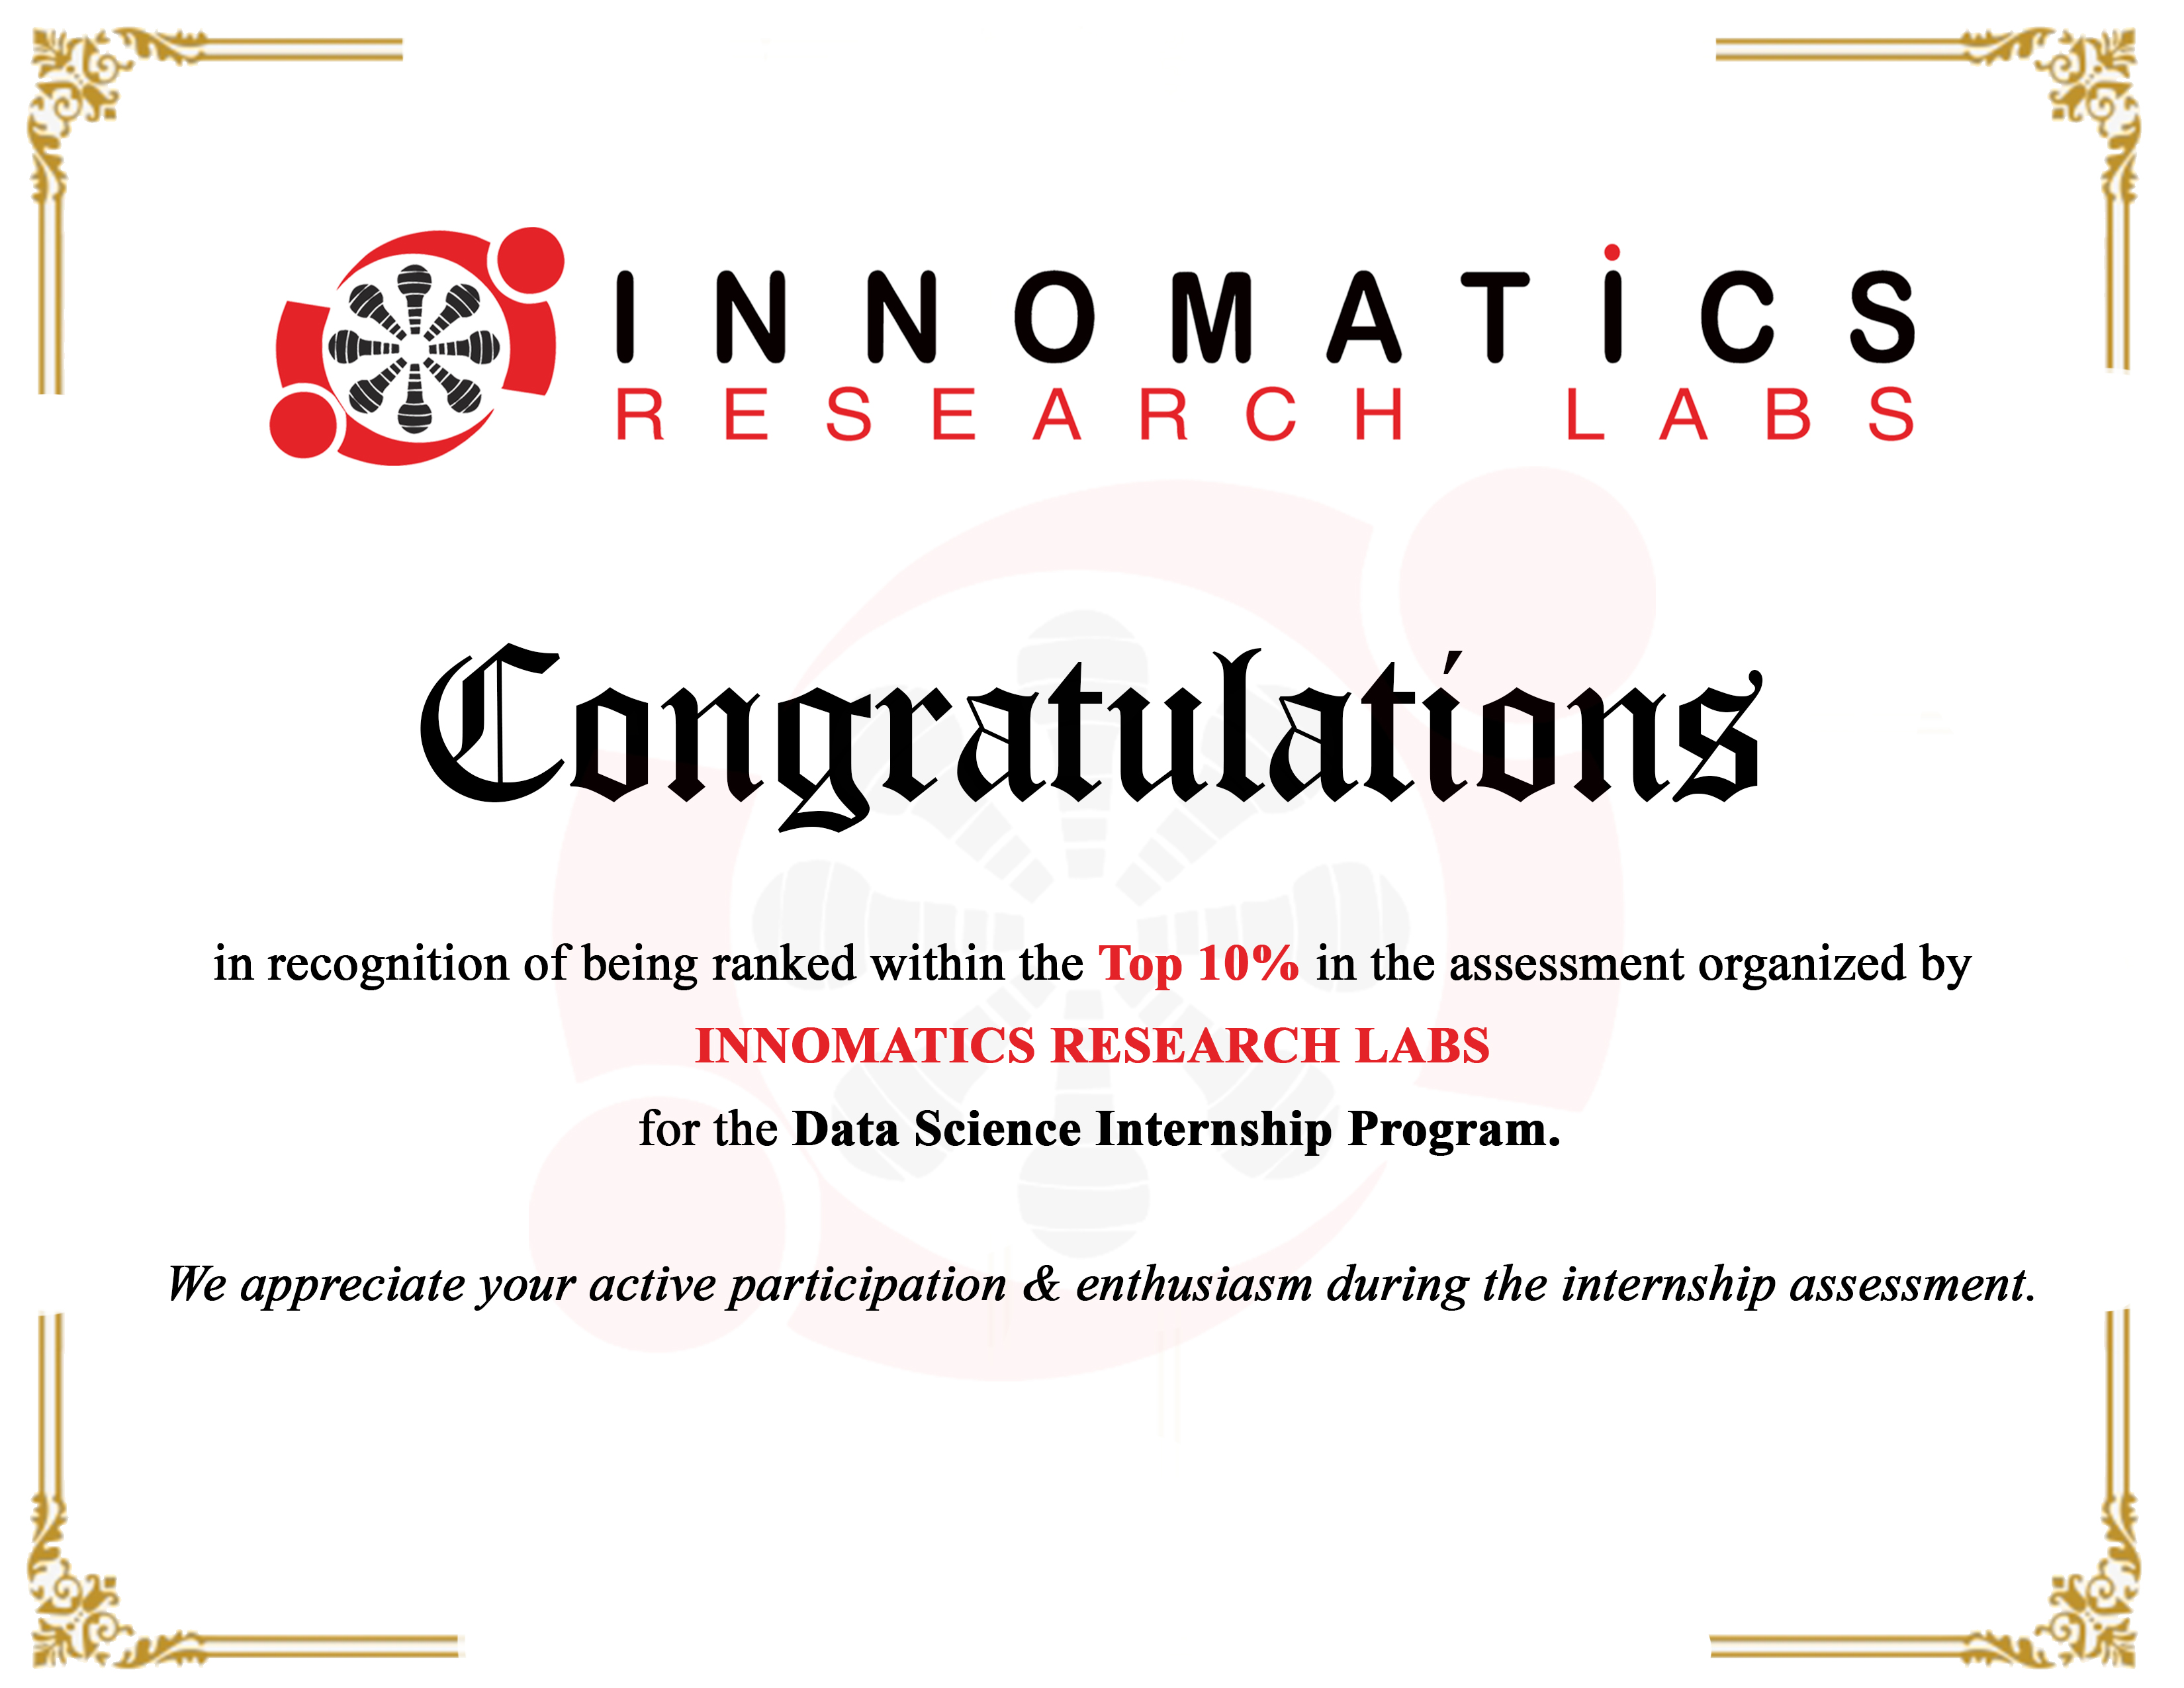 INNOMATiCS
RESEARCH LABS
Congratulations
in recognition of being ranked within the Top 10% in the assessment organized by
INNOMATICS RESEARCH LABS
for the Data Science Internship Program.
We appreciate your active participation & enthusiasm during the internship assessment.